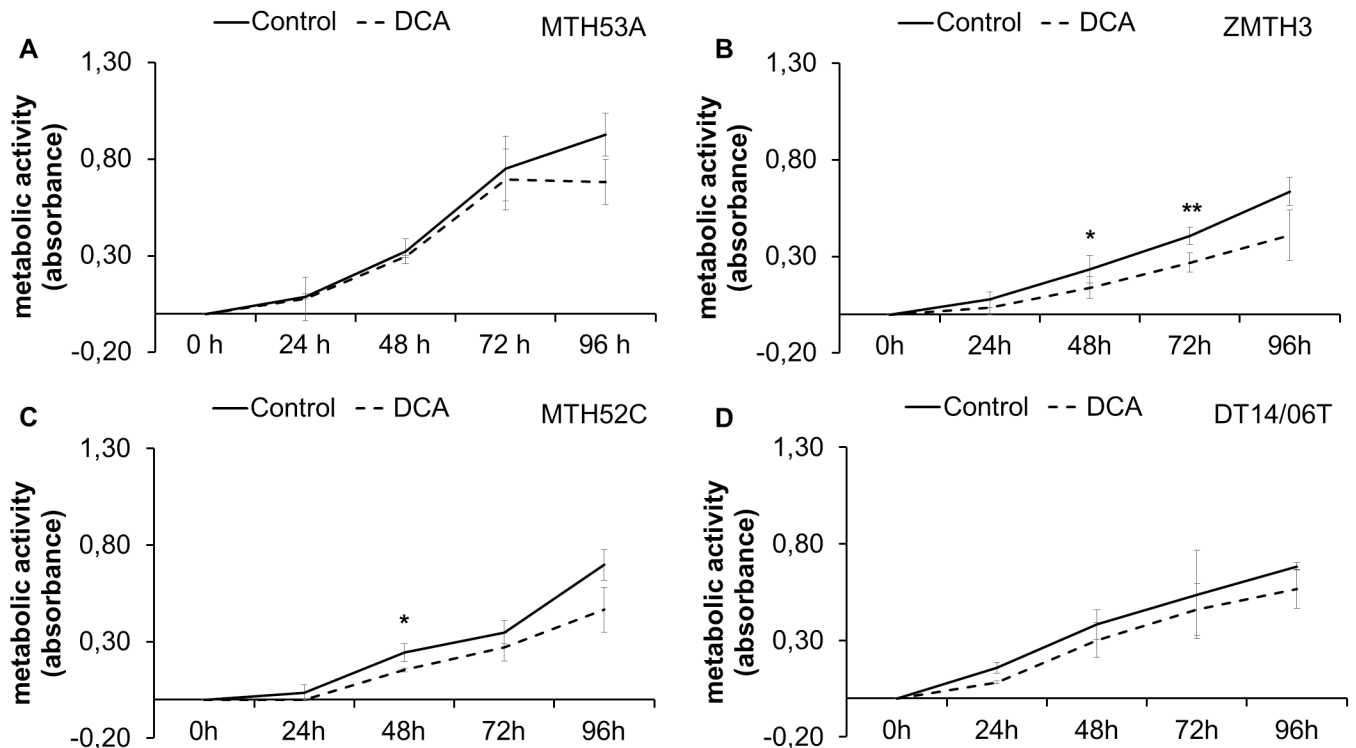 Control DCA MTH53A
A
1,30
0,80
0,30
-0,20
metabolic activity
(absorbance)
0 h 24 h 48 h 72 h 96 h
Control DCA ZMTH3
B
1,30
0,80
0,30
-0,20
metabolic activity
(absorbance)
* **
0h 24h 48h 72h 96h
Control DCA MTH52C
C
1,30
0,80
0,30
-0,20
metabolic activity
(absorbance)
*
0h 24h 48h 72h 96h
Control DCA DT14/06T
D
1,30
0,80
0,30
-0,20
metabolic activity
(absorbance)
0h 24h 48h 72h 96h